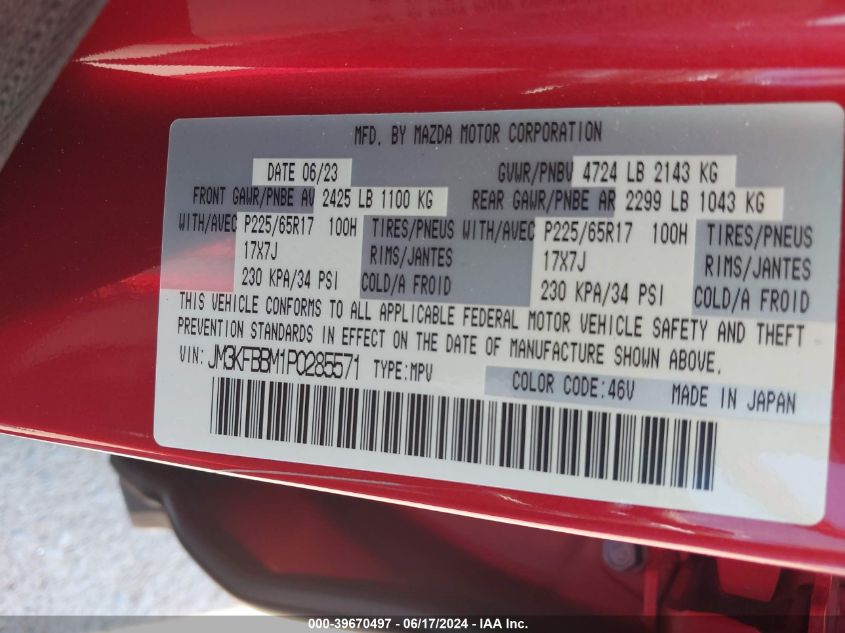 MFD. BY MAZDA MOTOR CORPORATION
DATE 06/23 GVWR/PNBV 4724 LB 2143 KG
FRONT GAWR/PNBE AV 2425 LB 1100 KG REAR GAWR/PNBE AR 2299 LB 1043 KG
WITH/AVEC P225/65R17 100H TIRES/PNEUS WITH/AVEC P225/65R17 100H TIRES/PNEUS
17X7J RIMS/JANTES 17X7J RIMS/JANTES
230 KPA/34 PSI COLD/A FROID 230 KPA/34 PSI COLD/A FROID
THIS VEHICLE CONFORMS TO ALL APPLICABLE FEDERAL MOTOR VEHICLE SAFETY AND THEFT
PREVENTION STANDARDS IN EFFECT ON THE DATE OF MANUFACTURE SHOWN ABOVE.
VIN: JM3KFBBM1P0285571 TYPE:MPV
COLOR CODE:46V MADE IN JAPAN
000-39670497 - 06/17/2024 - IAA, Inc.